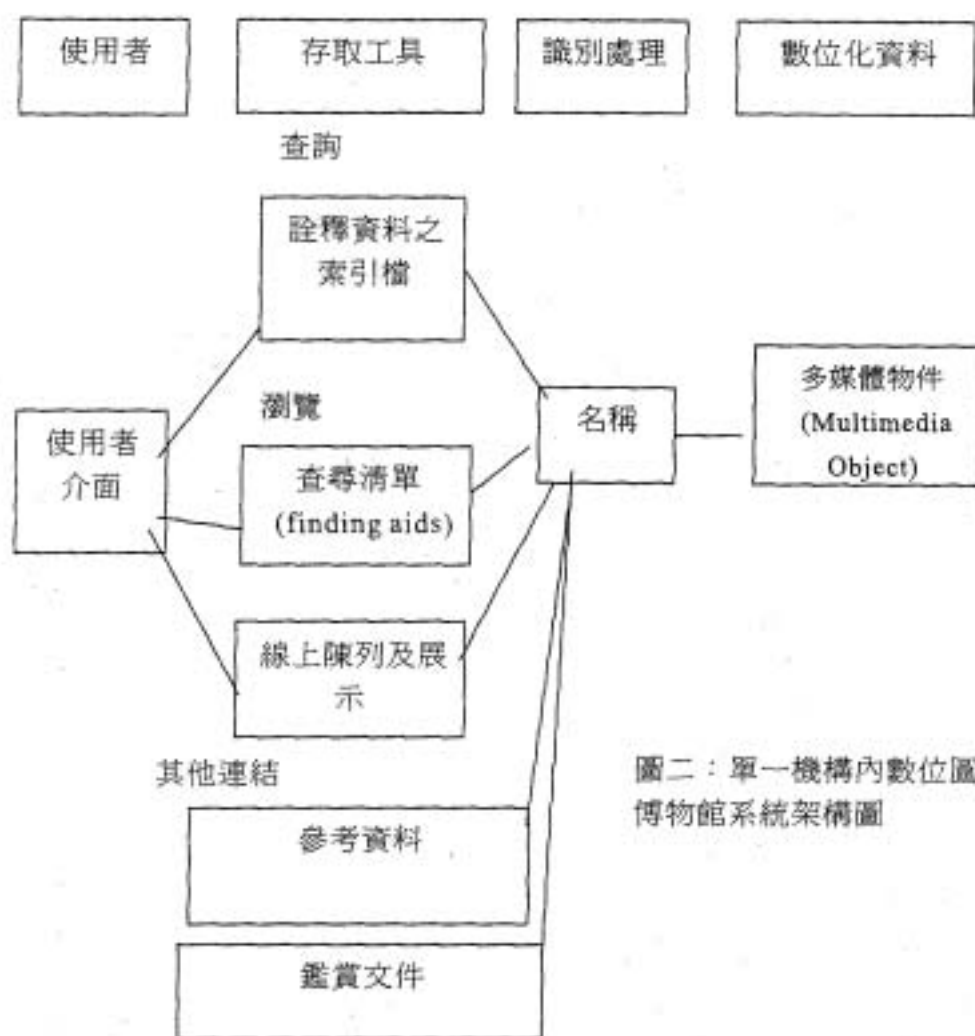 使用者
存取工具
識別處理
數位化資料
查詢
詮釋資料之
索引檔
瀏覽
使用者
介面
查尋清單
(finding aids)
名稱
多媒體物件
(Multimedia
Object)
線上陳列及展
示
其他連結
參考資料
鑑賞文件
圖二：單一機構內數位圖
博物館系統架構圖